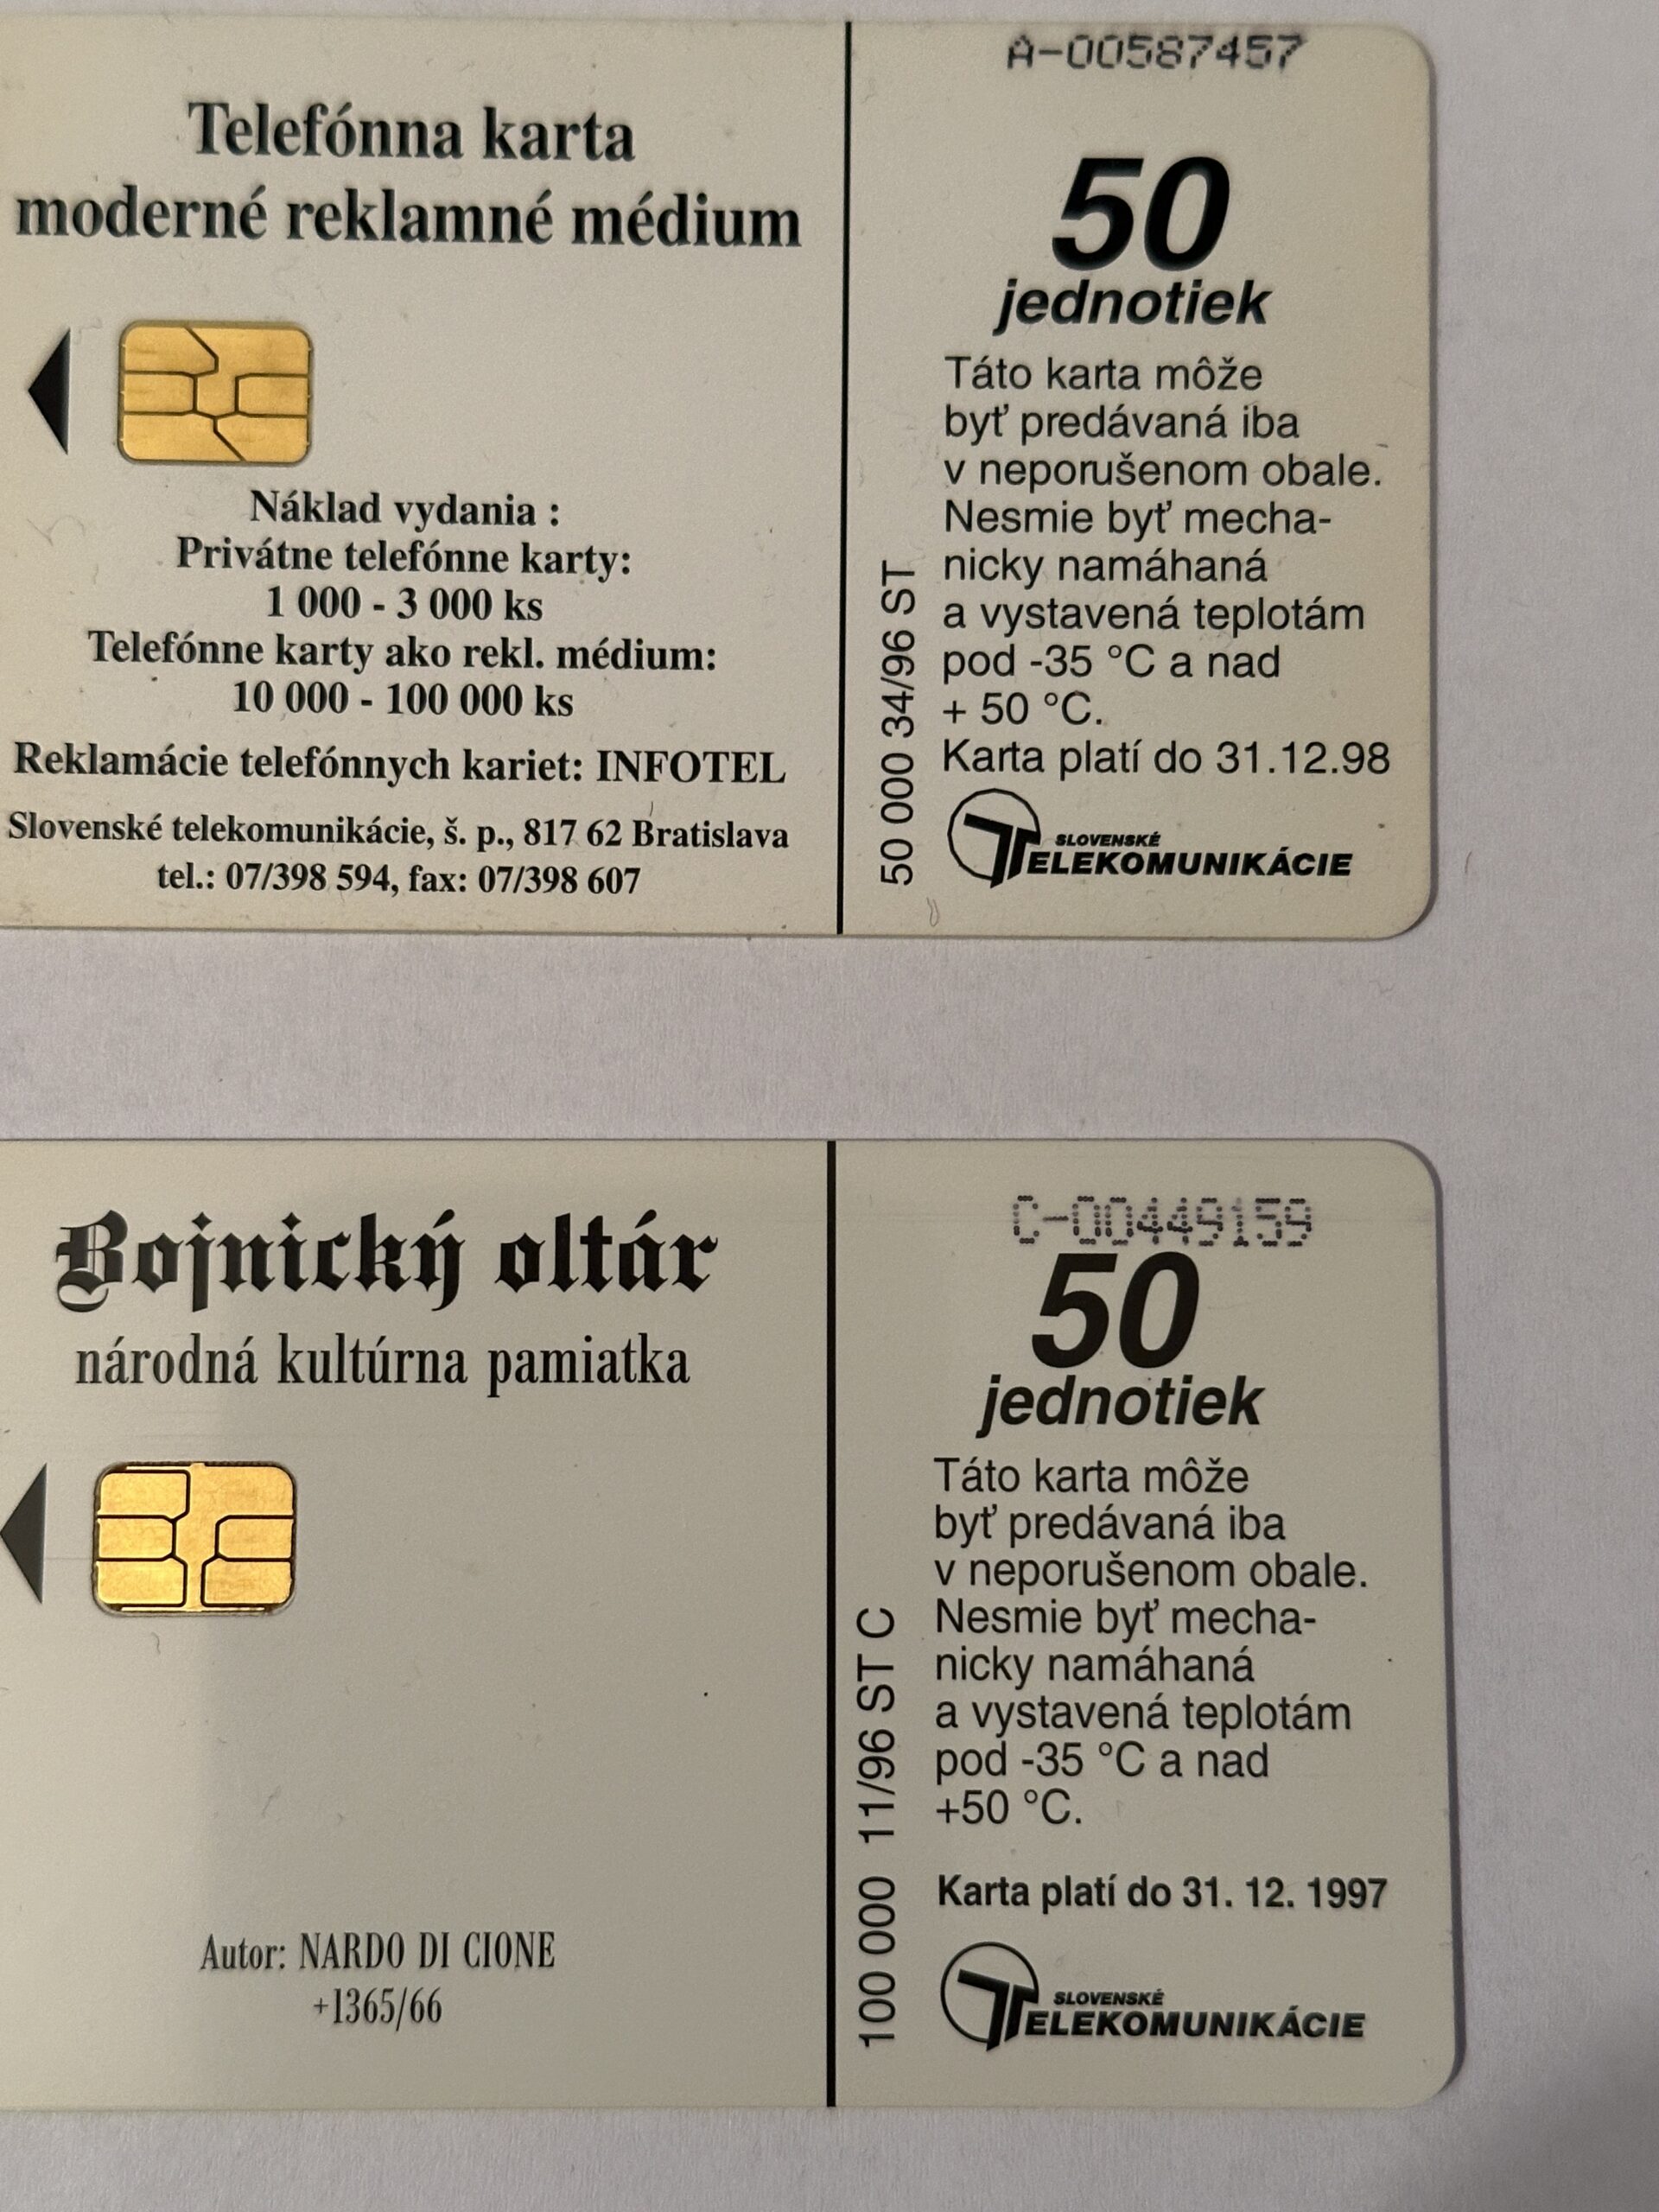 Telefónna karta
moderné reklamné médium
Náklad vydania :
Privátne telefónne karty:
1 000 - 3 000 ks
Telefónne karty ako rekl. médium:
10 000 - 100 000 ks
Reklamácie telefónnych kariet: INFOTEL
Slovenské telekomunikácie, š. p., 817 62 Bratislava
tel.: 07/398 594, fax: 07/398 607
50 000 34/96 ST
A-00587457
50
jednotiek
Táto karta môže
byť predávaná iba
v neporušenom obale.
Nesmie byť mecha-
nicky namáhaná
a vystavená teplotám
pod -35 °C a nad
+ 50 °C.
Karta platí do 31.12.98
SLOVENSKÉ
TELEKOMUNIKÁCIE
Bojnický oltár
národná kultúrna pamiatka
Autor: NARDO DI CIONE
+1365/66
100 000 11/96 ST C
C-00449159
50
jednotiek
Táto karta môže
byť predávaná iba
v neporušenom obale.
Nesmie byť mecha-
nicky namáhaná
a vystavená teplotám
pod -35 °C a nad
+50 °C.
Karta platí do 31. 12. 1997
SLOVENSKÉ
TELEKOMUNIKÁCIE